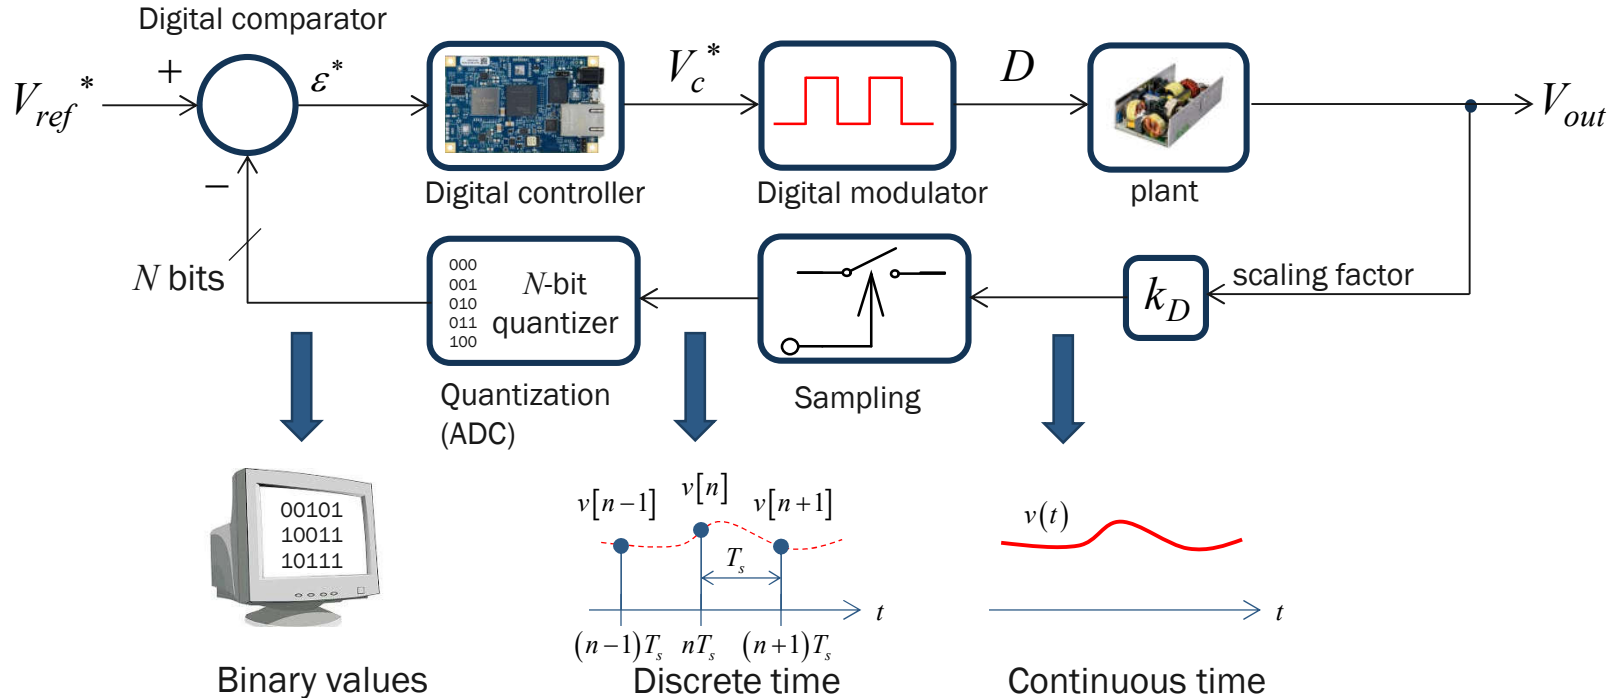 Digital comparator
V_ref* + − ε* V_c* D V_out
Digital controller
Digital modulator
plant
N bits
000
001
010
011
100
N-bit
quantizer
Quantization
(ADC)
Sampling
k_D
scaling factor
00101
10011
10111
Binary values
v[n−1] v[n] v[n+1]
T_s
t
(n−1)T_s nT_s (n+1)T_s
Discrete time
v(t)
t
Continuous time